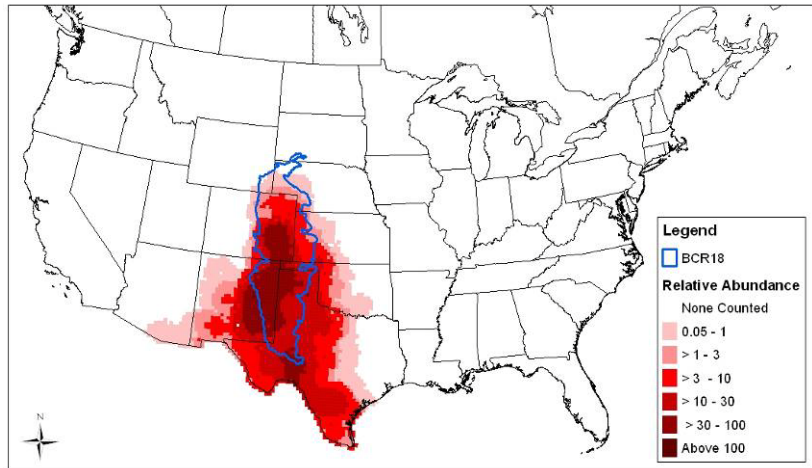 N
Legend
BCR18
Relative Abundance
None Counted
0.05 - 1
> 1 - 3
> 3 - 10
> 10 - 30
> 30 - 100
Above 100